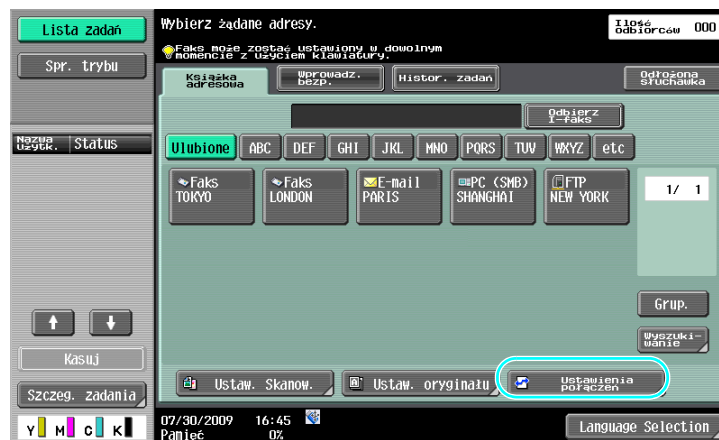 Lista zadań
Spr. trybu
Nazwa użytk.
Status
Kasuj
Szczeg. zadania
Y M C K
Wybierz żądane adresy.
Ilość odbiorców 000
Faks może zostać ustawiony w dowolnym
momencie z użyciem klawiatury.
Książka adresowa
Wprowadz. bezp.
Histor. zadań
Odłożona słuchawka
Odbierz I-faks
Ulubione ABC DEF GHI JKL MNO PQRS TUV WXYZ etc
Faks
TOKYO
Faks
LONDON
E-mail
PARIS
PC (SMB)
SHANGHAI
FTP
NEW YORK
1/ 1
Grup.
Wyszuki-
wanie
Ustaw. Skanow.
Ustaw. oryginału
Ustawienia
połączeń
07/30/2009 16:45
Pamięć 0%
Language Selection